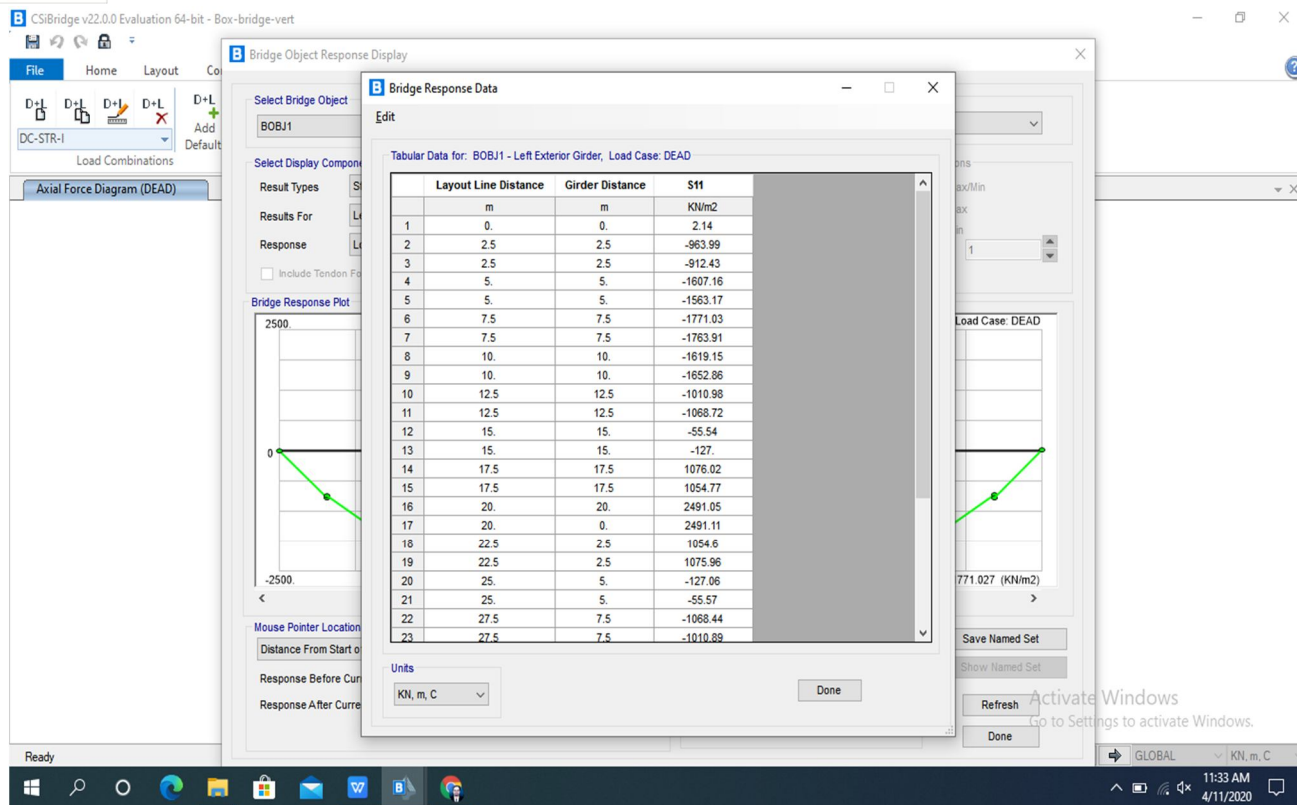 CSiBridge v22.0.0 Evaluation 64-bit - Box-bridge-vert
Bridge Object Response Display
File Home Layout
D+L D+L D+L D+L D+L
Add
Default
DC-STR-I
Load Combinations
Axial Force Diagram (DEAD)
Select Bridge Object
BOBJ1
Select Display
Result Types
Results For
Response
Include Tendon
Bridge Response Plot
2500.
0
-2500.
Mouse Pointer Location
Distance From Start
Response Before
Response After
Bridge Response Data
Edit
Tabular Data for: BOBJ1 - Left Exterior Girder, Load Case: DEAD
Layout Line Distance Girder Distance S11
m m KN/m2
1 0. 0. 2.14
2 2.5 2.5 -963.99
3 2.5 2.5 -912.43
4 5. 5. -1607.16
5 5. 5. -1563.17
6 7.5 7.5 -1771.03
7 7.5 7.5 -1763.91
8 10. 10. -1619.15
9 10. 10. -1652.86
10 12.5 12.5 -1010.98
11 12.5 12.5 -1068.72
12 15. 15. -55.54
13 15. 15. -127.
14 17.5 17.5 1076.02
15 17.5 17.5 1054.77
16 20. 20. 2491.05
17 20. 0. 2491.11
18 22.5 2.5 1054.6
19 22.5 2.5 1075.96
20 25. 5. -127.06
21 25. 5. -55.57
22 27.5 7.5 -1068.44
23 27.5 7.5 -1010.89
Units
KN, m, C
Done
1
Load Case: DEAD
771.027 (KN/m2)
Save Named Set
Show Named Set
Refresh
Done
Activate Windows
Go to Settings to activate Windows.
Ready
GLOBAL KN, m, C
11:33 AM
4/11/2020